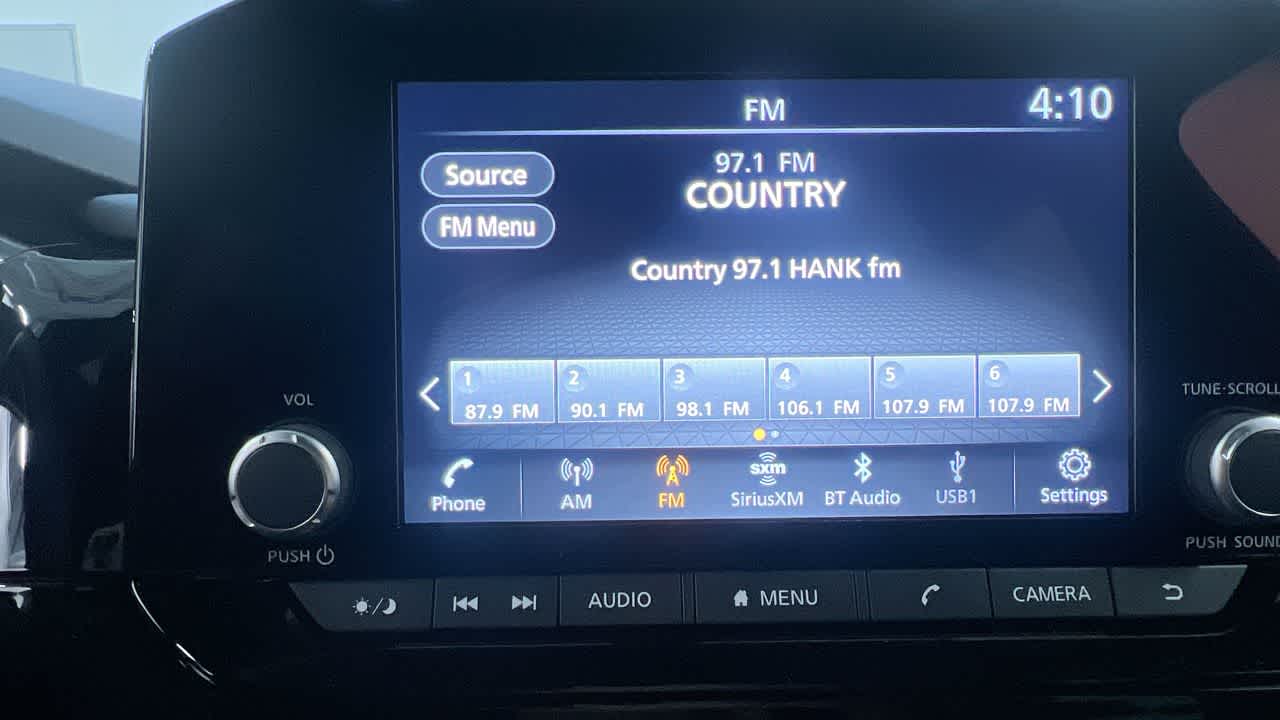 FM
4:10
Source
97.1 FM
COUNTRY
FM Menu
Country 97.1 HANK fm
1
2
3
4
5
6
87.9 FM
90.1 FM
98.1 FM
106.1 FM
107.9 FM
107.9 FM
VOL
TUNE·SCROLL
Phone
AM
FM
sxm
SiriusXM
BT Audio
USB1
Settings
PUSH
PUSH SOUND
AUDIO
MENU
CAMERA